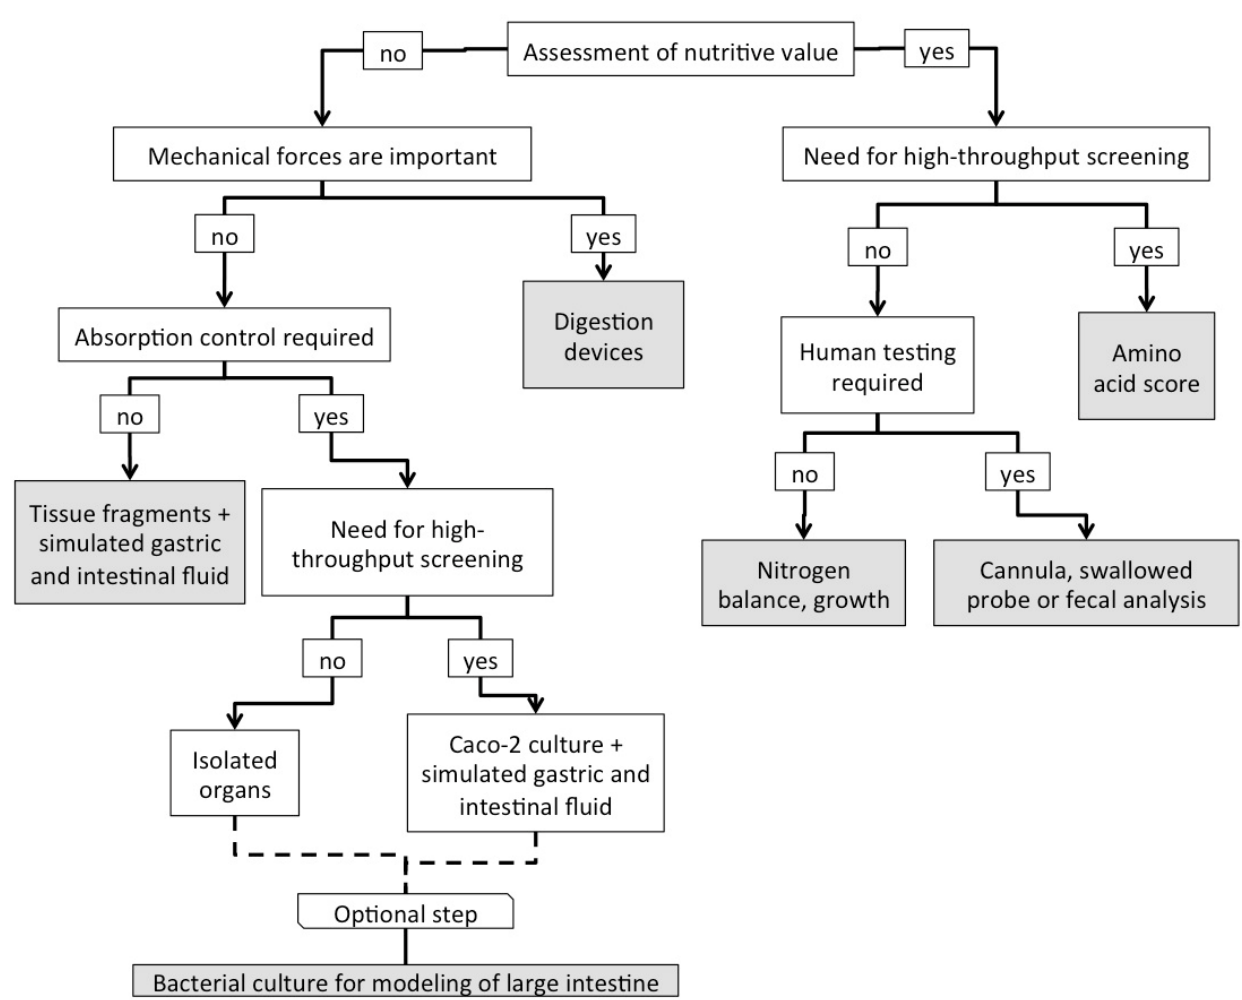 Assessment of nutritive value
no
yes
Mechanical forces are important
Need for high-throughput screening
no
yes
no
yes
Digestion
devices
Absorption control required
Human testing
required
Amino
acid score
no
yes
no
yes
Tissue fragments +
simulated gastric
and intestinal fluid
Need for high-
throughput screening
Nitrogen
balance, growth
Cannula, swallowed
probe or fecal analysis
no
yes
Isolated
organs
Caco-2 culture +
simulated gastric and
intestinal fluid
Optional step
Bacterial culture for modeling of large intestine